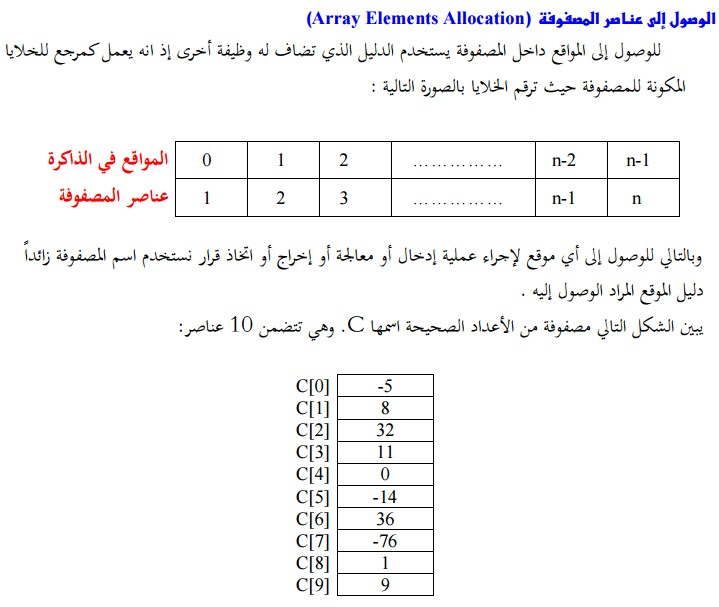 الوصول إلى عناصر المصفوفة (Array Elements Allocation)
للوصول إلى المواقع داخل المصفوفة يستخدم الدليل الذي تضاف له وظيفة أخرى إذ انه يعمل كمرجع للخلايا
المكونة للمصفوفة حيث ترقم الخلايا بالصورة التالية :
المواقع في الذاكرة 0 1 2 …………… n-2 n-1
عناصر المصفوفة 1 2 3 …………… n-1 n
وبالتالي للوصول إلى أي موقع لإجراء عملية إدخال أو معالجة أو إخراج أو اتخاذ قرار نستخدم اسم المصفوفة زائداً
دليل الموقع المراد الوصول إليه .
يبين الشكل التالي مصفوفة من الأعداد الصحيحة اسمها C. وهي تتضمن 10 عناصر:
C[0] -5
C[1] 8
C[2] 32
C[3] 11
C[4] 0
C[5] -14
C[6] 36
C[7] -76
C[8] 1
C[9] 9